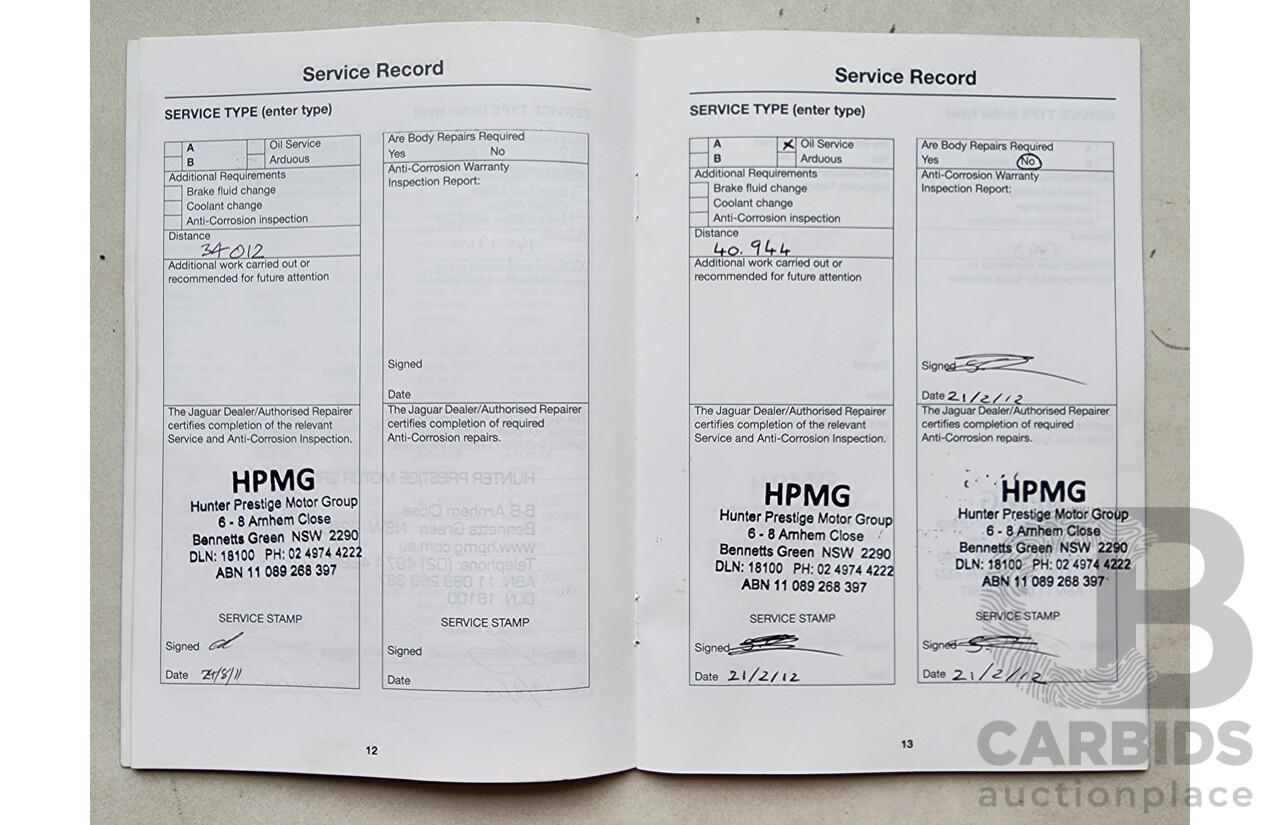 Service Record
SERVICE TYPE (enter type)
A
B
Oil Service
Arduous
Additional Requirements
Brake fluid change
Coolant change
Anti-Corrosion inspection
Distance
34012
Additional work carried out or
recommended for future attention
The Jaguar Dealer/Authorised Repairer
certifies completion of the relevant
Service and Anti-Corrosion Inspection.
HPMG
Hunter Prestige Motor Group
6 - 8 Arnhem Close
Bennetts Green NSW 2290
DLN: 18100 PH: 02 4974 4222
ABN 11 089 268 397
SERVICE STAMP
Signed
Date
Are Body Repairs Required
Yes No
Anti-Corrosion Warranty
Inspection Report:
Signed
Date
The Jaguar Dealer/Authorised Repairer
certifies completion of required
Anti-Corrosion repairs.
SERVICE STAMP
Signed
Date
12
Service Record
SERVICE TYPE (enter type)
A
B
X Oil Service
Arduous
Additional Requirements
Brake fluid change
Coolant change
Anti-Corrosion inspection
Distance
40.944
Additional work carried out or
recommended for future attention
The Jaguar Dealer/Authorised Repairer
certifies completion of the relevant
Service and Anti-Corrosion Inspection.
HPMG
Hunter Prestige Motor Group
6 - 8 Arnhem Close
Bennetts Green NSW 2290
DLN: 18100 PH: 02 4974 4222
ABN 11 089 268 397
SERVICE STAMP
Signed
Date 21/2/12
Are Body Repairs Required
Yes No
Anti-Corrosion Warranty
Inspection Report:
Signed
Date 21/2/12
The Jaguar Dealer/Authorised Repairer
certifies completion of required
Anti-Corrosion repairs.
HPMG
Hunter Prestige Motor Group
6 - 8 Arnhem Close
Bennetts Green NSW 2290
DLN: 18100 PH: 02 4974 4222
ABN 11 089 268 397
SERVICE STAMP
Signed
Date 21/2/12
13
CARBIDS
auctionplace